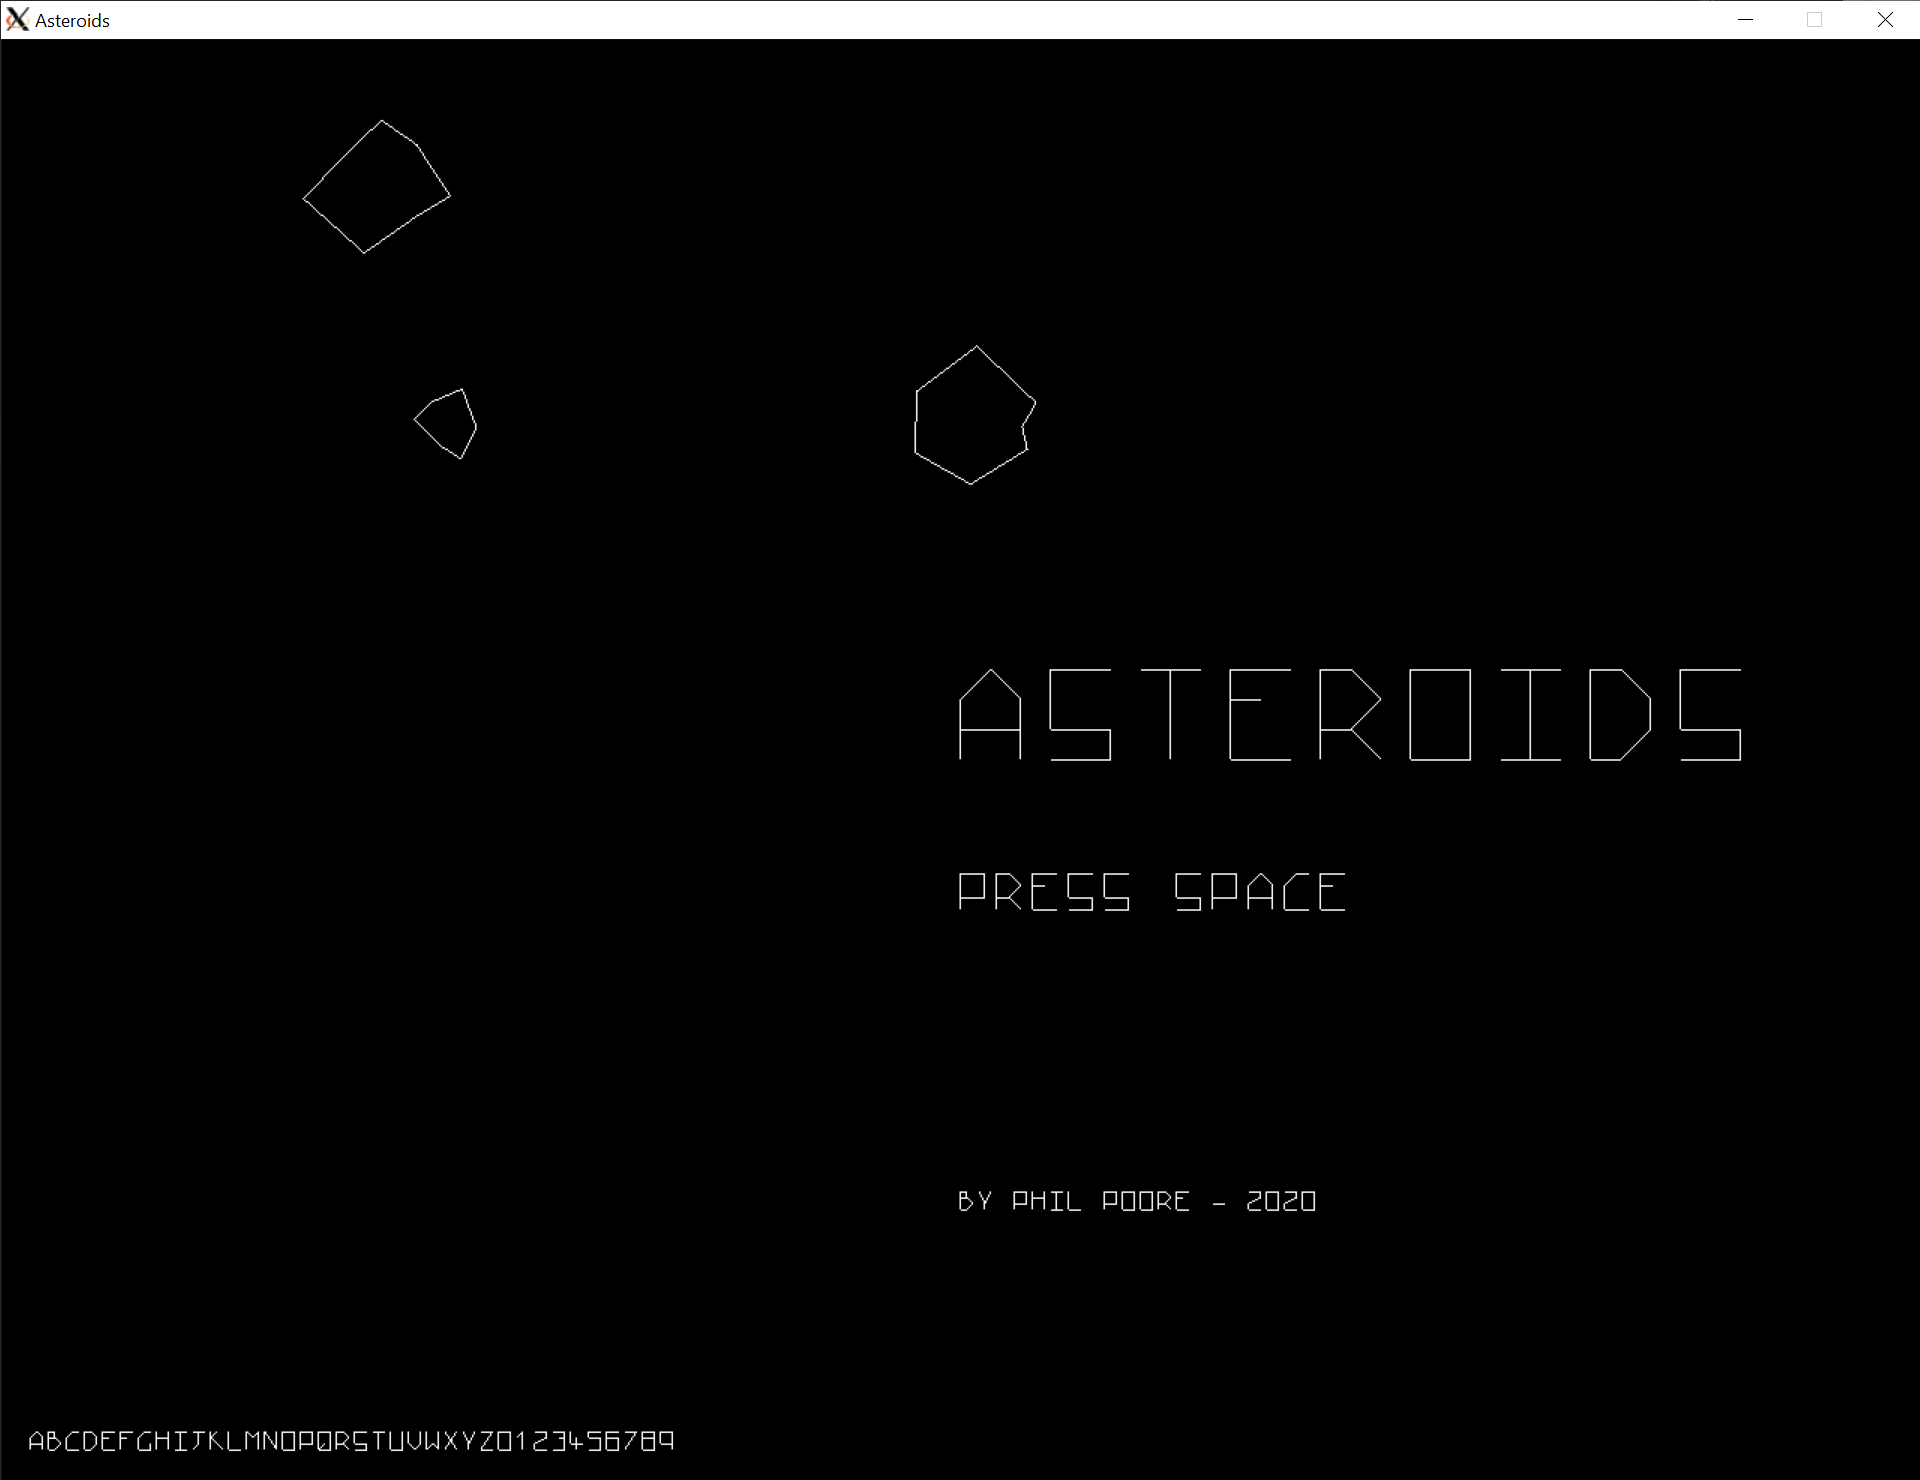 Asteroids
ASTEROIDS
PRESS SPACE
BY PHIL POORE - 2020
ABCDEFGHIJKLMNOPQRSTUVWXYZ0123456789